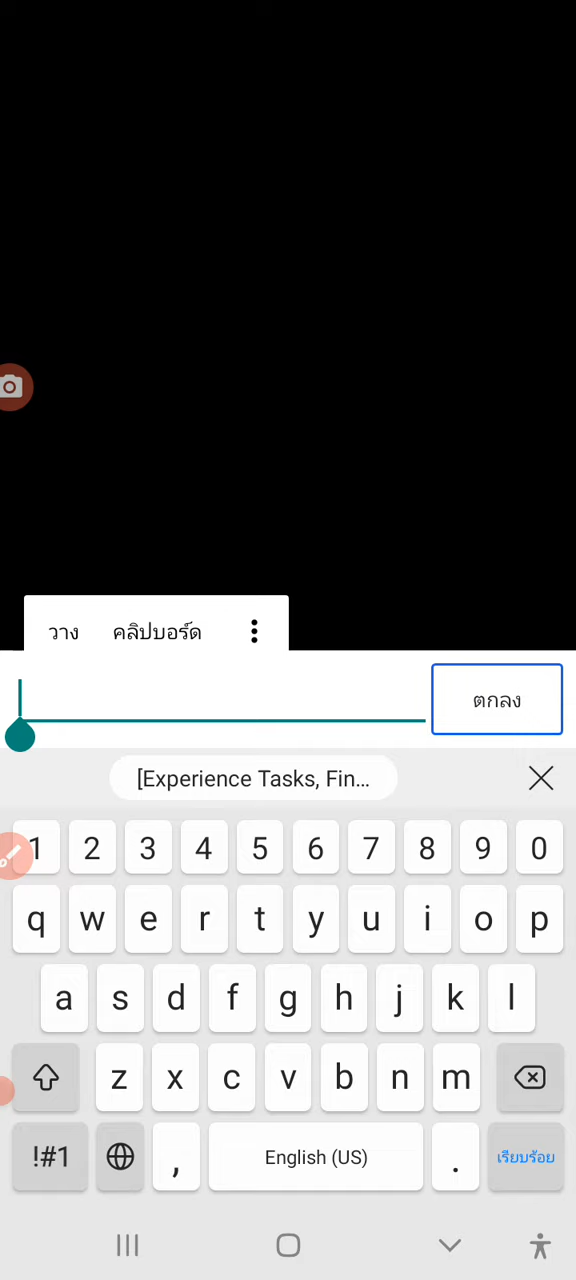 วาง คลิปบอร์ด
ตกลง
[Experience Tasks, Fin...
1 2 3 4 5 6 7 8 9 0
q w e r t y u i o p
a s d f g h j k l
z x c v b n m
!#1 , English (US) . เรียบร้อย